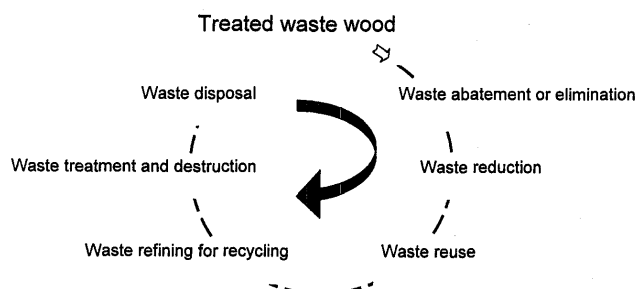 Treated waste wood
Waste disposal
Waste abatement or elimination
Waste treatment and destruction
Waste reduction
Waste refining for recycling
Waste reuse